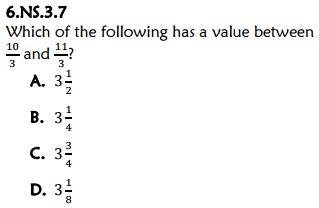 6.NS.3.7
Which of the following has a value between
10/3 and 11/3?
A. 3 1/2
B. 3 1/4
C. 3 3/4
D. 3 1/8